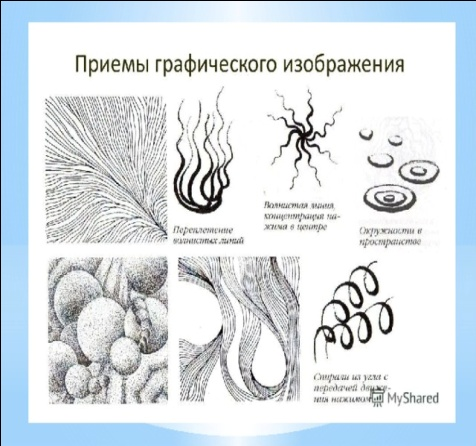 Приемы графического изображения
Переплетение
волнистых линий
Волнистая линия,
концентрация на-
жима в центре
Окружности в
пространстве
Спирали из угла с
передачей движе-
ния нажимом
MyShared